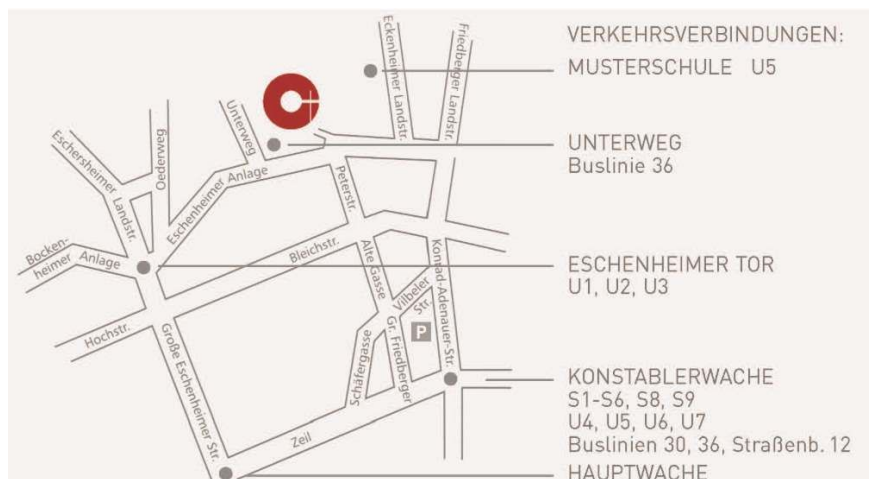 VERKEHRSVERBINDUNGEN:
MUSTERSCHULE U5
UNTERWEG
Buslinie 36
ESCHENHEIMER TOR
U1, U2, U3
KONSTABLERWACHE
S1-S6, S8, S9
U4, U5, U6, U7
Buslinien 30, 36, Straßenb. 12
HAUPTWACHE
Eckenheimer Landstr.
Friedberger Landstr.
Unterweg
Oederweg
Eschersheimer
Landstr.
Eschenheimer Anlage
Peterstr.
Bocken-
heimer Anlage
Bleichstr.
Alte Gasse
Konrad-Adenauer-Str.
Vilbeler
Str.
P
Hochstr.
Große Eschenheimer Str.
Schäfergasse
Gr. Friedberger
Zeil